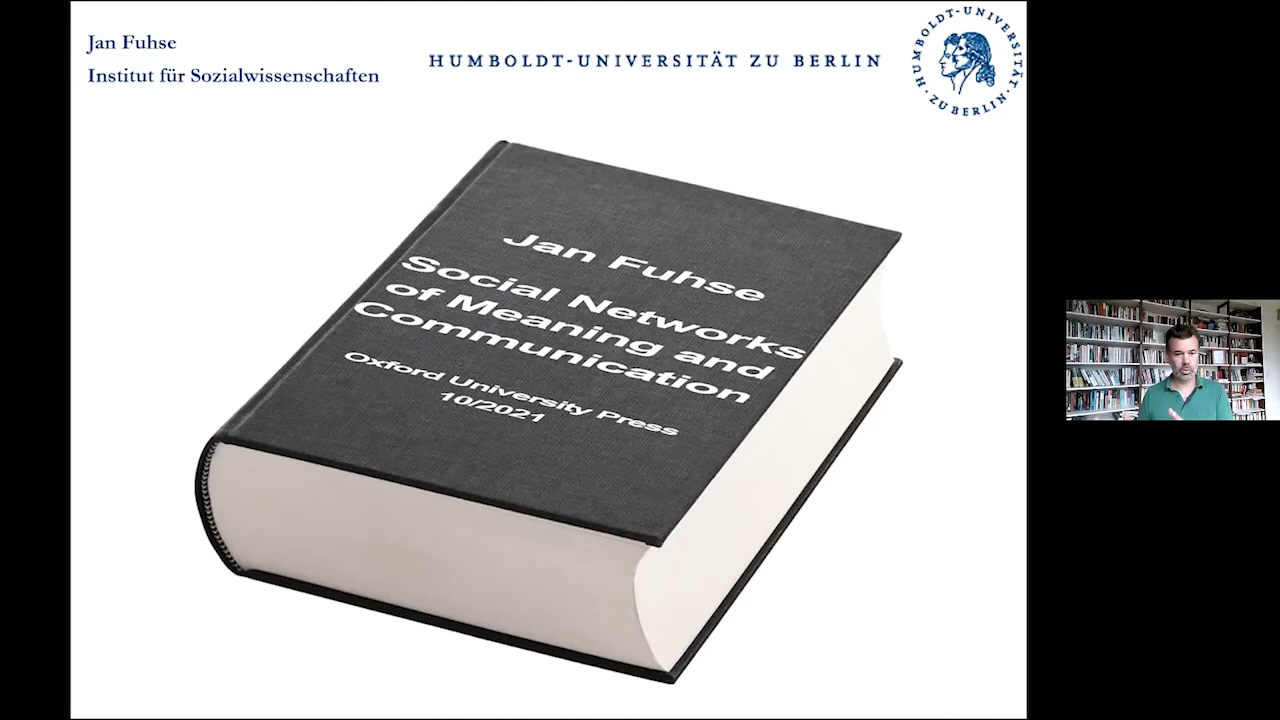 Jan Fuhse
Institut für Sozialwissenschaften
HUMBOLDT-UNIVERSITÄT ZU BERLIN
HUMBOLDT-UNIVERSITÄT
· ZU BERLIN ·
Jan Fuhse
Social Networks
of Meaning and
Communication
Oxford University Press
10/2021